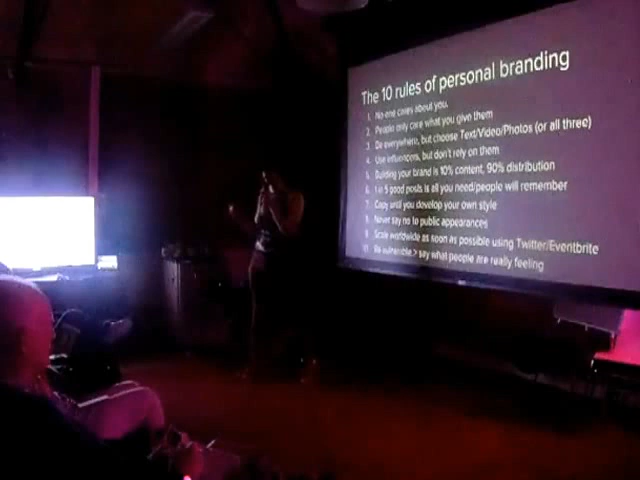 The 10 rules of personal branding
1. No-one cares about you.
2. People only care what you give them
3. Be everywhere, but choose Text/Video/Photos (or all three)
4. Use influencers, but don't rely on them
5. Building your brand is 10% content, 90% distribution
6. 1 in 5 good posts is all you need/people will remember
7. Copy until you develop your own style
8. Never say no to public appearances
9. Scale worldwide as soon as possible using Twitter/Eventbrite
10. Be vulnerable > say what people are really feeling